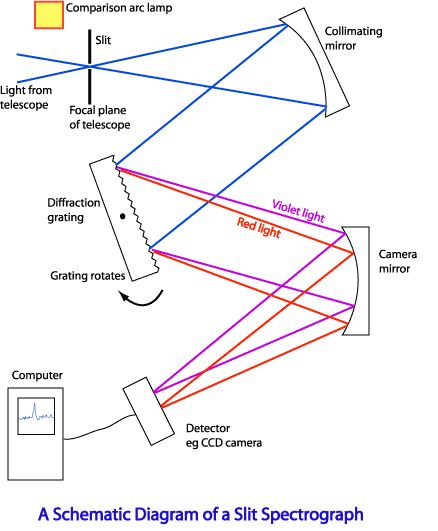 Comparison arc lamp
Slit
Collimating
mirror
Light from
telescope
Focal plane
of telescope
Diffraction
grating
Violet light
Red light
Camera
mirror
Grating rotates
Computer
Detector
eg CCD camera
A Schematic Diagram of a Slit Spectrograph